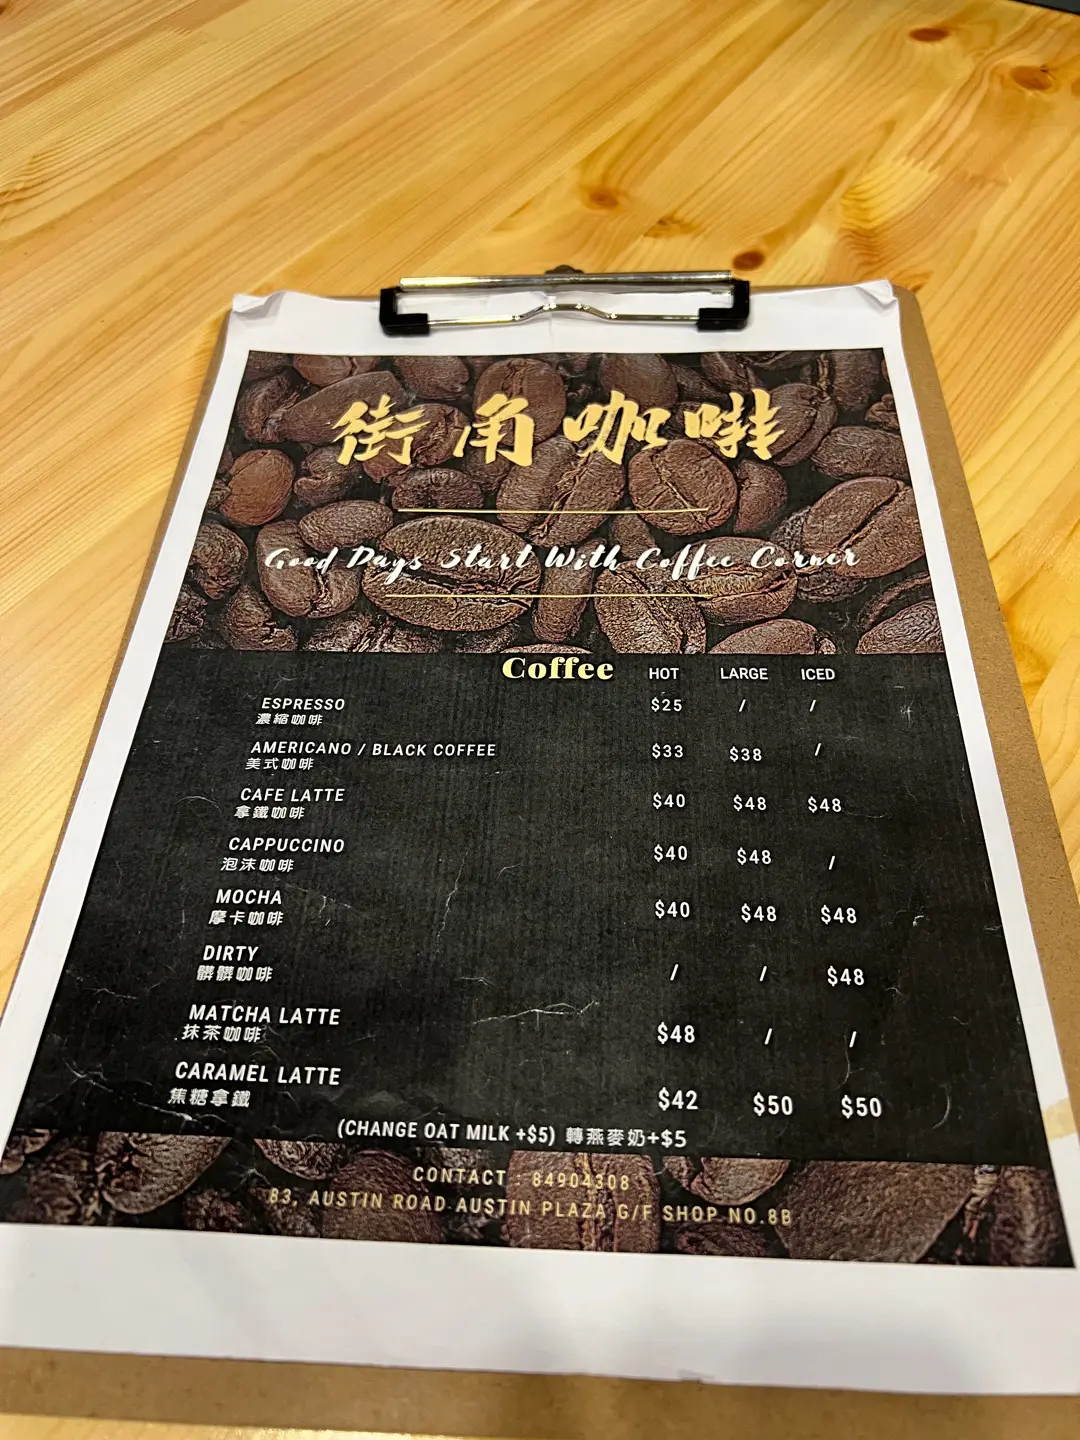 街角咖啡
Good Days Start With Coffee Corner
Coffee HOT LARGE ICED
ESPRESSO $25 / /
濃縮咖啡
AMERICANO / BLACK COFFEE $33 $38 /
美式咖啡
CAFE LATTE $40 $48 $48
拿鐵咖啡
CAPPUCCINO $40 $48 /
泡沫咖啡
MOCHA $40 $48 $48
摩卡咖啡
DIRTY / / $48
髒髒咖啡
MATCHA LATTE $48 / /
抹茶咖啡
CARAMEL LATTE $42 $50 $50
焦糖拿鐵
(CHANGE OAT MILK +$5) 轉燕麥奶+$5
CONTACT : 84904308
83, AUSTIN ROAD AUSTIN PLAZA G/F SHOP NO.8B